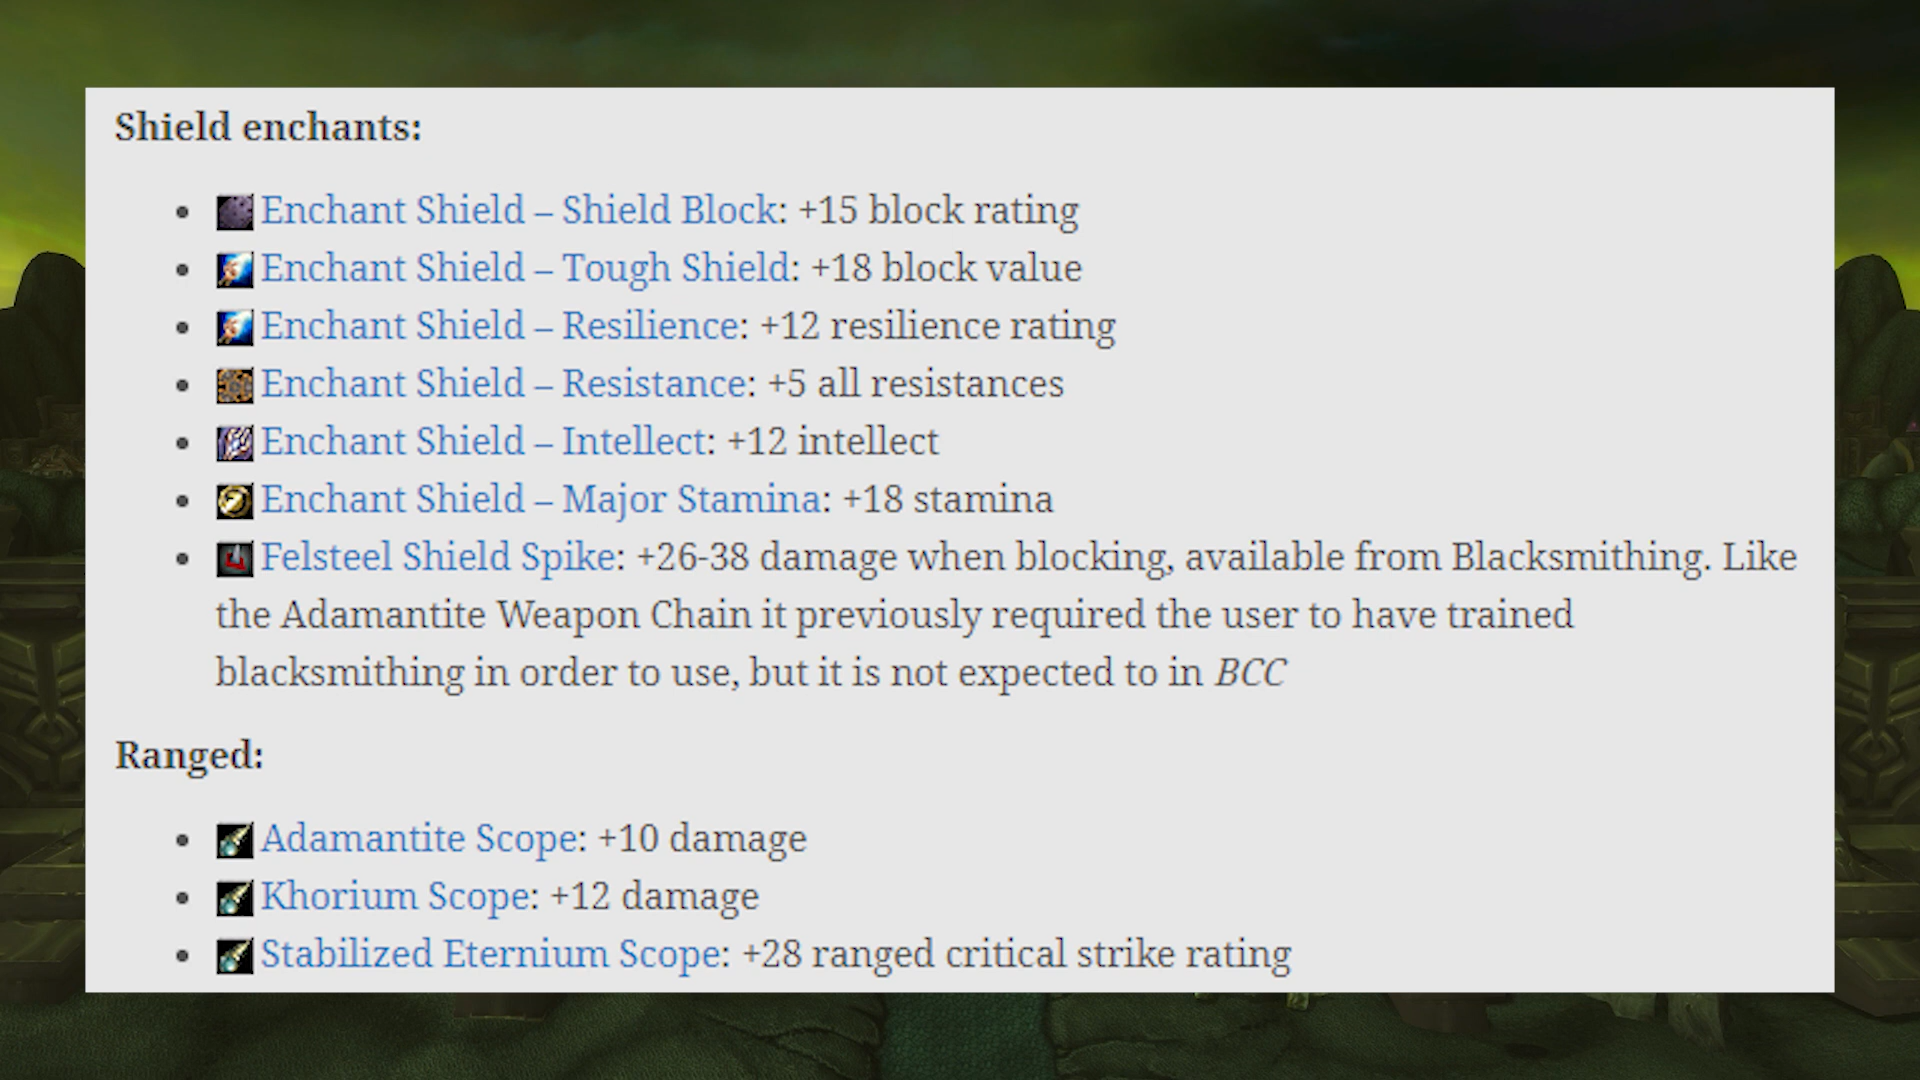 Shield enchants:
Enchant Shield – Shield Block: +15 block rating
Enchant Shield – Tough Shield: +18 block value
Enchant Shield – Resilience: +12 resilience rating
Enchant Shield – Resistance: +5 all resistances
Enchant Shield – Intellect: +12 intellect
Enchant Shield – Major Stamina: +18 stamina
Felsteel Shield Spike: +26-38 damage when blocking, available from Blacksmithing. Like
the Adamantite Weapon Chain it previously required the user to have trained
blacksmithing in order to use, but it is not expected to in BCC
Ranged:
Adamantite Scope: +10 damage
Khorium Scope: +12 damage
Stabilized Eternium Scope: +28 ranged critical strike rating